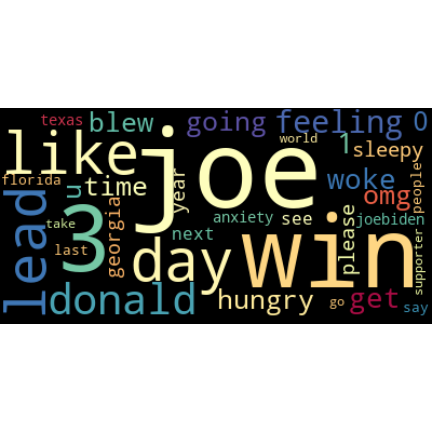 texas blew going feeling 0
like joe world 1 sleepy
florida u time year woke omg people
lead 3 georgia anxiety see please joebiden
take day next win supporter
last
donald hungry go get say